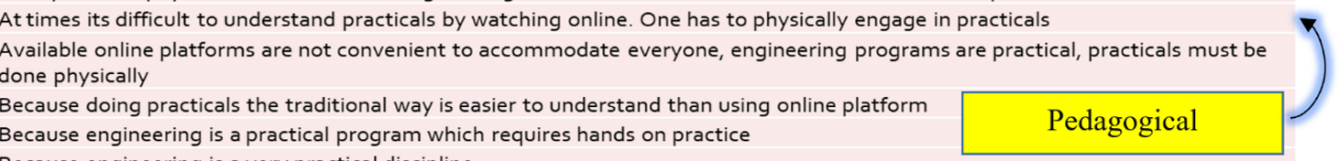 At times its difficult to understand practicals by watching online. One has to physically engage in practicals
Available online platforms are not convenient to accommodate everyone, engineering programs are practical, practicals must be
done physically
Because doing practicals the traditional way is easier to understand than using online platform
Because engineering is a practical program which requires hands on practice
Pedagogical